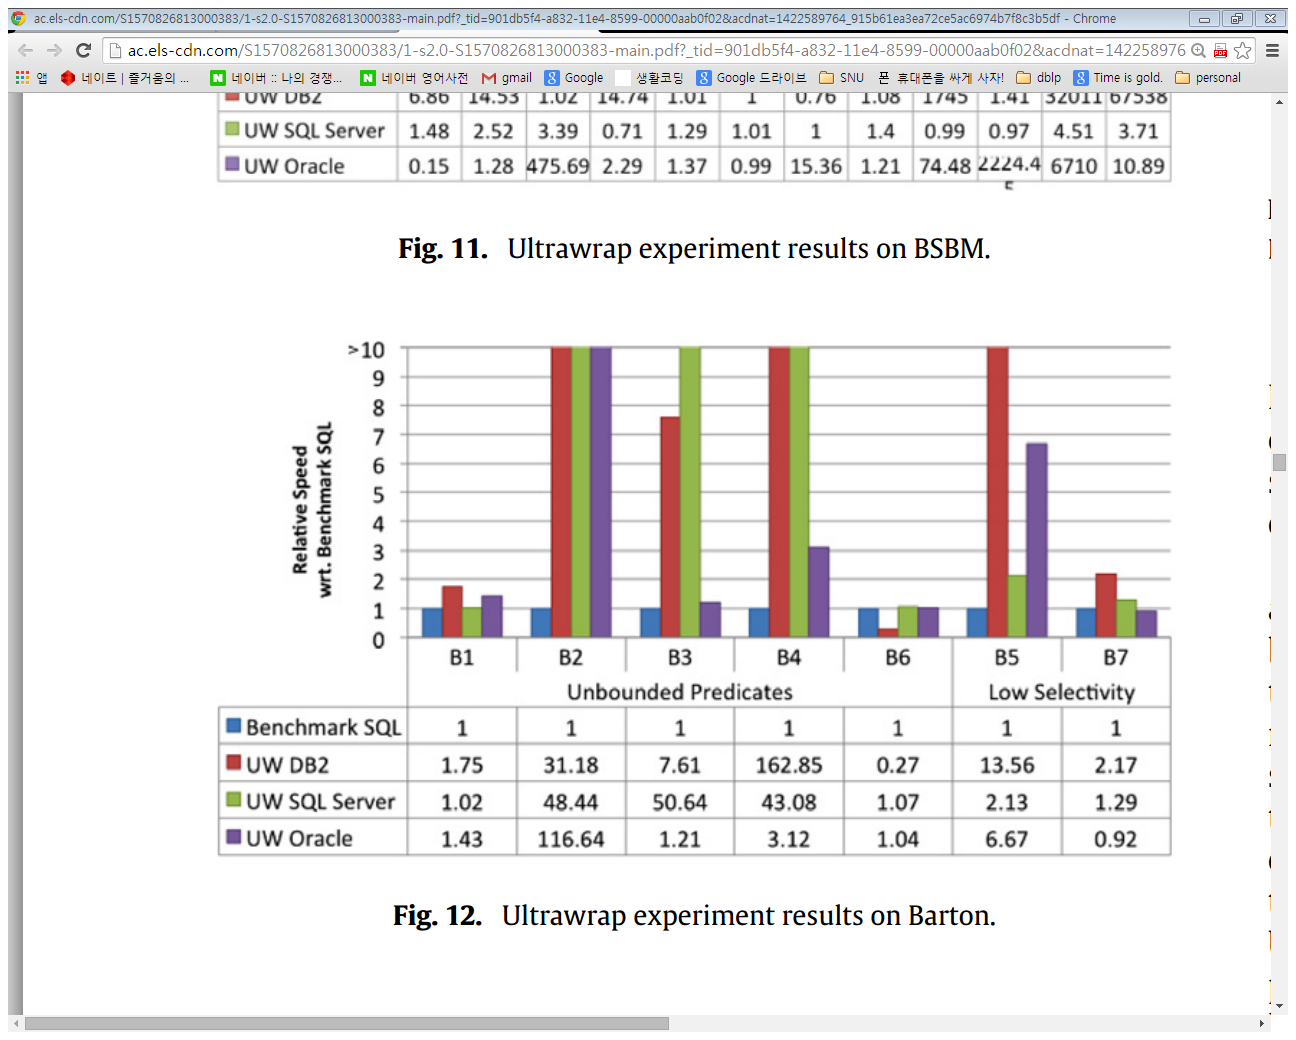 ac.els-cdn.com/S1570826813000383/1-s2.0-S1570826813000383-main.pdf?_tid=901db5f4-a832-11e4-8599-00000aab0f02&acdnat=1422589764_915b61ea3ea72ce5ac6974b7f8c3b5df - Chrome
ac.els-cdn.com/S1570826813000383/1-s2.0-S1570826813000383-main.pdf?_tid=901db5f4-a832-11e4-8599-00000aab0f02&acdnat=142258976
앱 네이트 | 즐거움의 ... 네이버 :: 나의 경쟁... 네이버 영어사전 gmail Google 생활코딩 Google 드라이브 SNU 폰 휴대폰을 싸게 사자! dblp Time is gold. personal
UW DB2 6.86 14.53 1.02 14.74 1.01 1 0.76 1.08 1745 1.41 32011 67538
UW SQL Server 1.48 2.52 3.39 0.71 1.29 1.01 1 1.4 0.99 0.97 4.51 3.71
UW Oracle 0.15 1.28 475.69 2.29 1.37 0.99 15.36 1.21 74.48 2224.45 6710 10.89
Fig. 11. Ultrawrap experiment results on BSBM.
>10
9
8
7
6
5
4
3
2
1
0
Relative Speed
wrt. Benchmark SQL
B1 B2 B3 B4 B6 B5 B7
Unbounded Predicates Low Selectivity
Benchmark SQL 1 1 1 1 1 1 1
UW DB2 1.75 31.18 7.61 162.85 0.27 13.56 2.17
UW SQL Server 1.02 48.44 50.64 43.08 1.07 2.13 1.29
UW Oracle 1.43 116.64 1.21 3.12 1.04 6.67 0.92
Fig. 12. Ultrawrap experiment results on Barton.